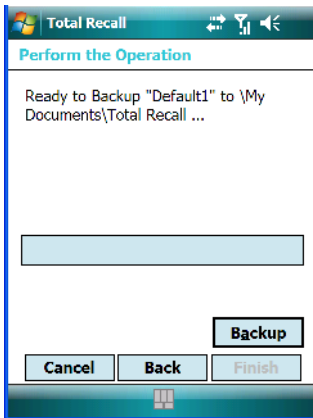 Total Recall
Perform the Operation
Ready to Backup "Default1" to \My
Documents\Total Recall ...
Backup
Cancel Back Finish